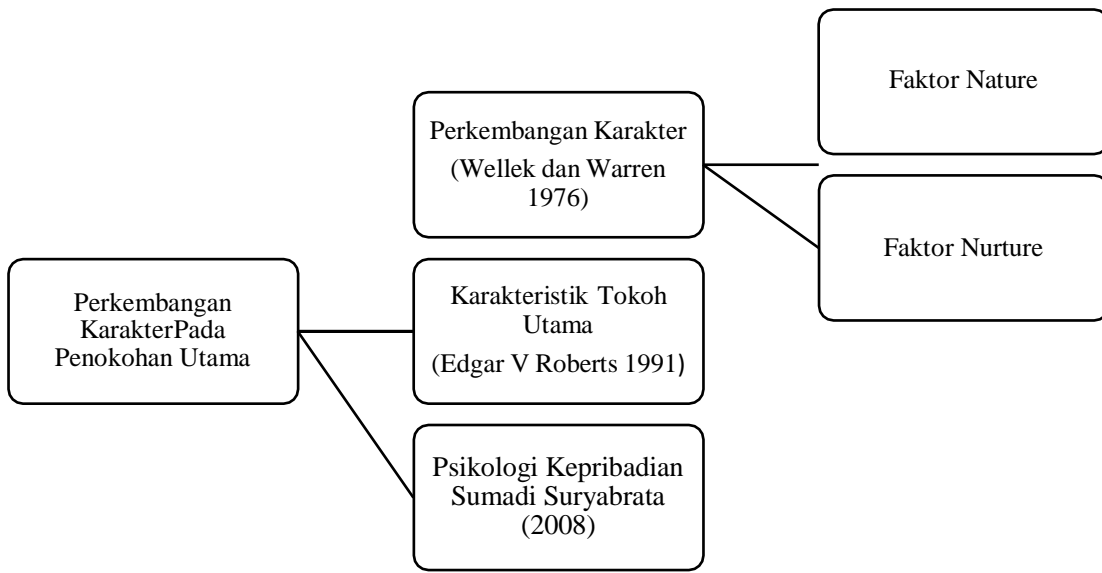 Faktor Nature
Perkembangan Karakter
(Wellek dan Warren
1976)
Faktor Nurture
Perkembangan
KarakterPada
Penokohan Utama
Karakteristik Tokoh
Utama
(Edgar V Roberts 1991)
Psikologi Kepribadian
Sumadi Suryabrata
(2008)